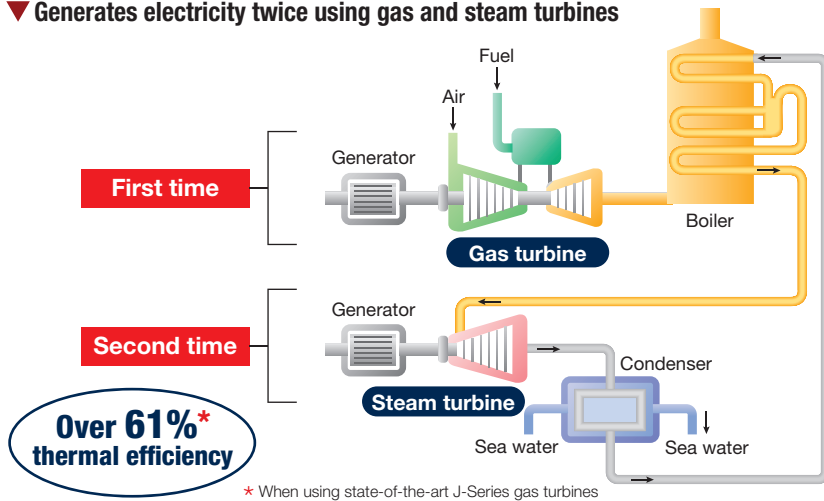 ▼ Generates electricity twice using gas and steam turbines
Fuel
Air
Generator
First time
Boiler
Gas turbine
Generator
Second time
Condenser
Steam turbine
Over 61%*
thermal efficiency
Sea water
Sea water
* When using state-of-the-art J-Series gas turbines